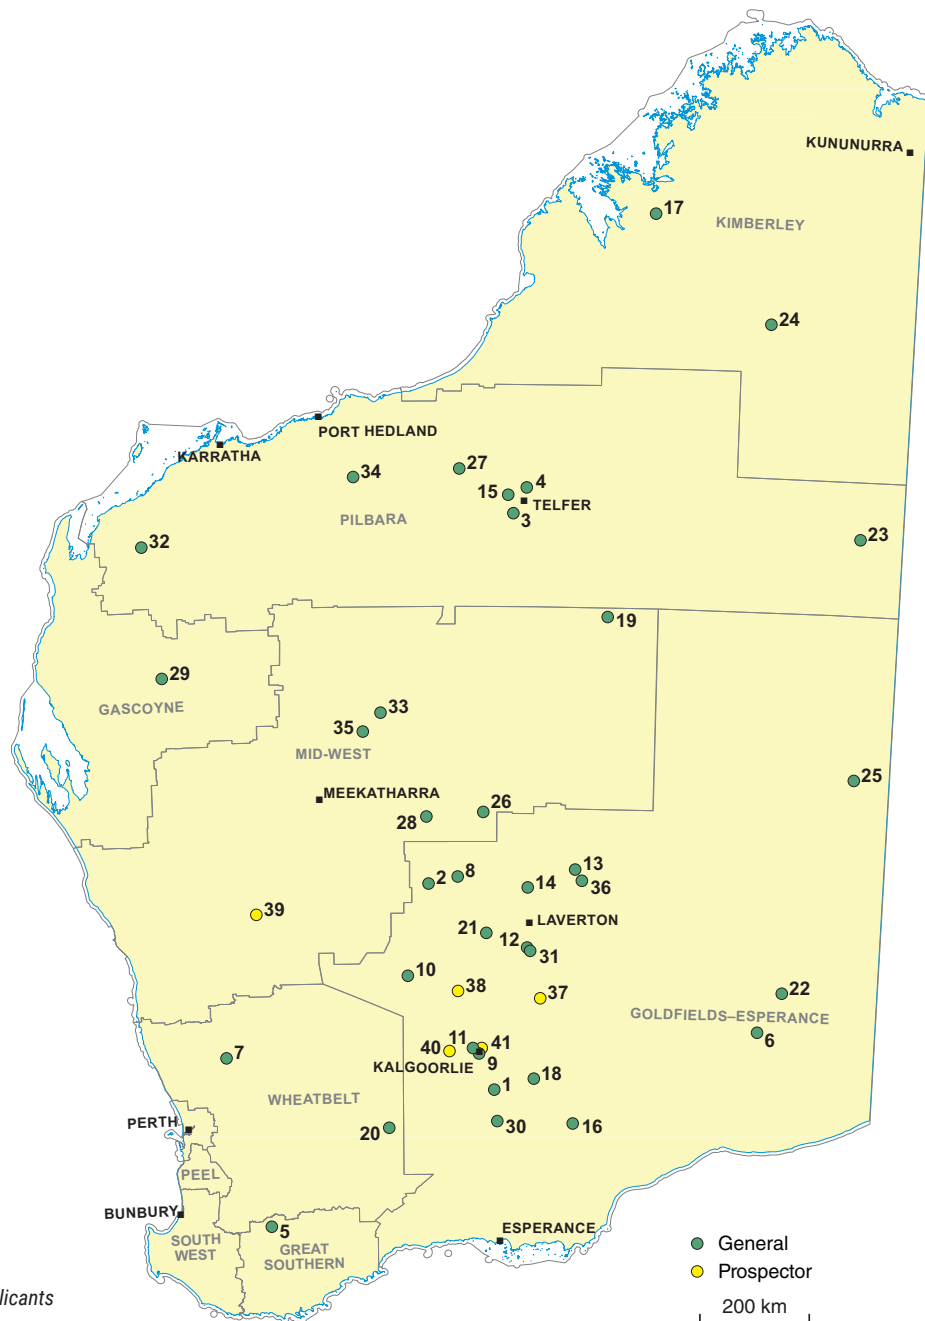 KUNUNURRA
17
KIMBERLEY
24
PORT HEDLAND
KARRATHA
34
27
15
4
TELFER
3
PILBARA
32
23
19
29
GASCOYNE
33
35
MID-WEST
MEEKATHARRA
25
26
28
13
2
8
14
36
39
LAVERTON
21
12
31
10
38
37
22
GOLDFIELDS–ESPERANCE
6
11
40
41
7
KALGOORLIE
9
18
1
WHEATBELT
PERTH
20
30
16
PEEL
BUNBURY
5
ESPERANCE
SOUTH
WEST
GREAT
SOUTHERN
General
Prospector
licants
200 km